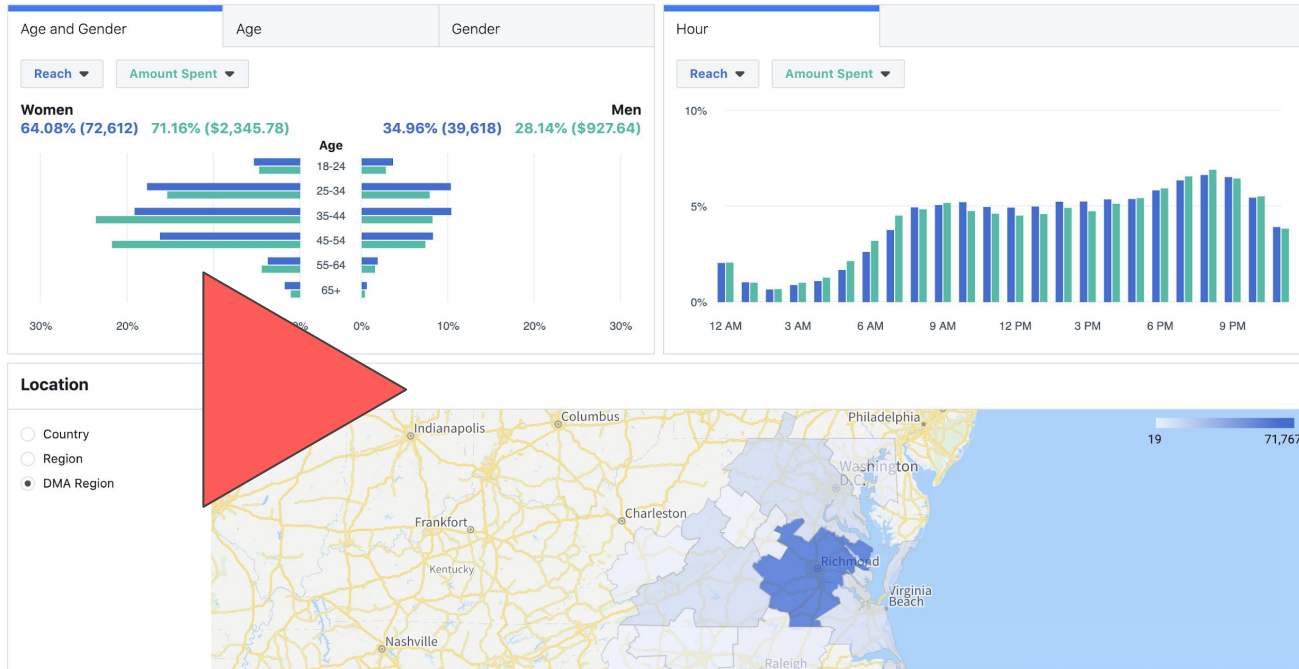 Age and Gender
Age
Gender
Reach
Amount Spent
Women
Men
64.08% (72,612) 71.16% ($2,345.78)
34.96% (39,618) 28.14% ($927.64)
Age
18-24
25-34
35-44
45-54
55-64
65+
30%
20%
0%
10%
20%
30%
Hour
Reach
Amount Spent
10%
5%
0%
12 AM
3 AM
6 AM
9 AM
12 PM
3 PM
6 PM
9 PM
Location
Country
Region
DMA Region
Columbus
Philadelphia
Indianapolis
19
71,767
Washington
D.C.
Charleston
Frankfort
Kentucky
Richmond
Virginia
Beach
Nashville
Raleigh